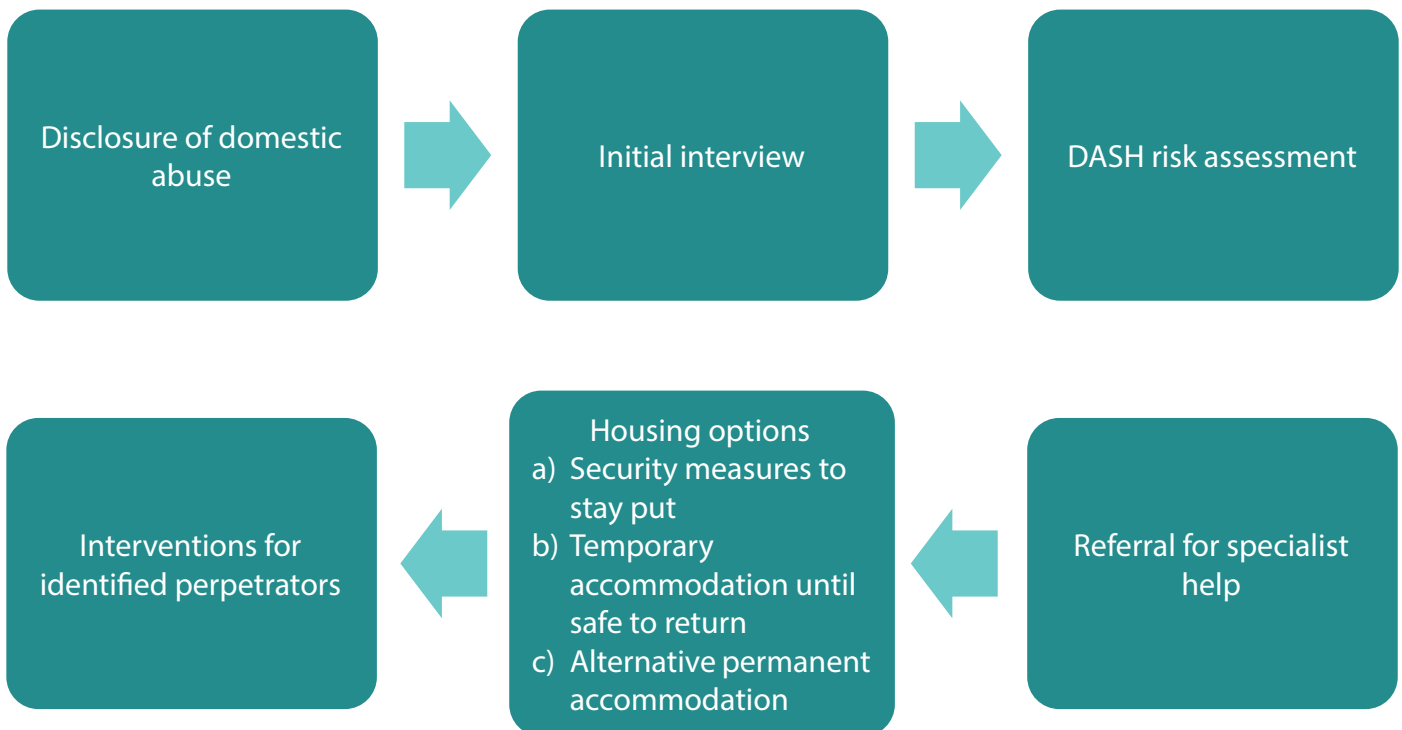 Disclosure of domestic
abuse
Initial interview
DASH risk assessment
Referral for specialist
help
Housing options
a) Security measures to
stay put
b) Temporary
accommodation until
safe to return
c) Alternative permanent
accommodation
Interventions for
identified perpetrators